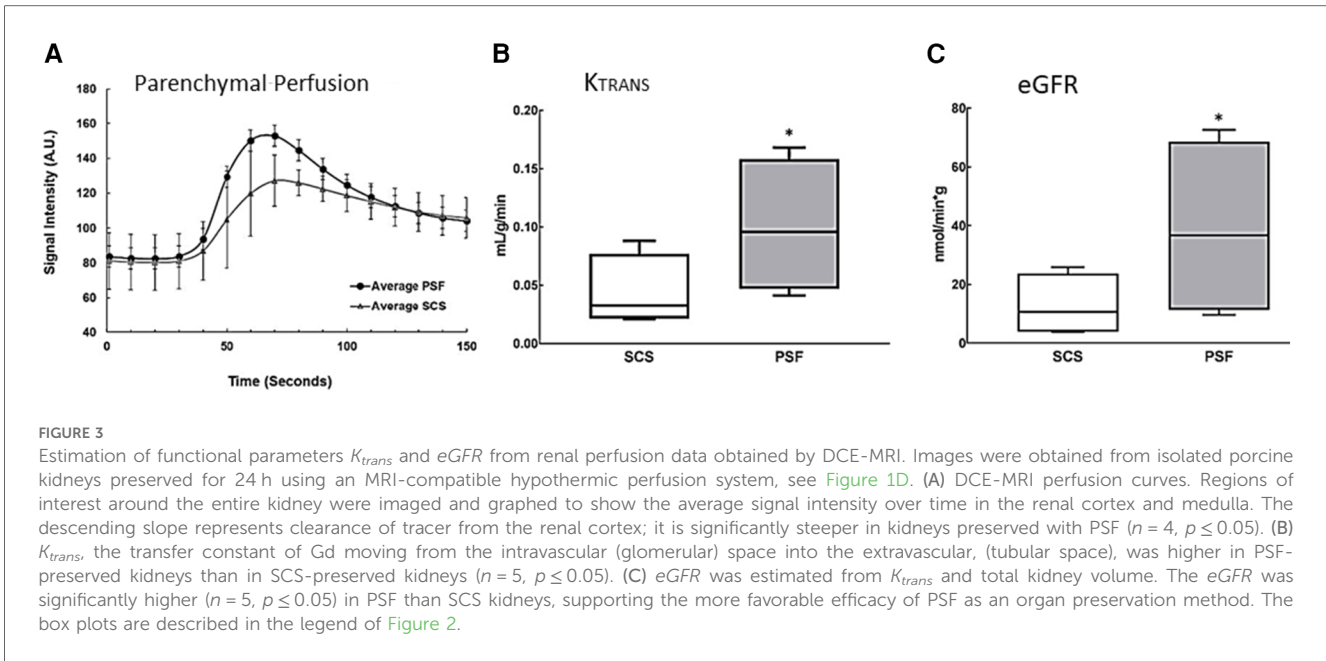 A
Parenchymal Perfusion
180
160
140
120
100
80
60
40
Signal Intensity (A.U.)
Average PSF
Average SCS
0
50
100
150
Time (Seconds)
B
KTRANS
0.20
0.15
0.10
0.05
0.00
mL/g/min
*
SCS
PSF
C
eGFR
80
60
40
20
0
nmol/min*g
*
SCS
PSF
FIGURE 3
Estimation of functional parameters Ktrans and eGFR from renal perfusion data obtained by DCE-MRI. Images were obtained from isolated porcine
kidneys preserved for 24 h using an MRI-compatible hypothermic perfusion system, see Figure 1D. (A) DCE-MRI perfusion curves. Regions of
interest around the entire kidney were imaged and graphed to show the average signal intensity over time in the renal cortex and medulla. The
descending slope represents clearance of tracer from the renal cortex; it is significantly steeper in kidneys preserved with PSF (n = 4, p ≤ 0.05). (B)
Ktrans, the transfer constant of Gd moving from the intravascular (glomerular) space into the extravascular, (tubular space), was higher in PSF-
preserved kidneys than in SCS-preserved kidneys (n = 5, p ≤ 0.05). (C) eGFR was estimated from Ktrans and total kidney volume. The eGFR was
significantly higher (n = 5, p ≤ 0.05) in PSF than SCS kidneys, supporting the more favorable efficacy of PSF as an organ preservation method. The
box plots are described in the legend of Figure 2.